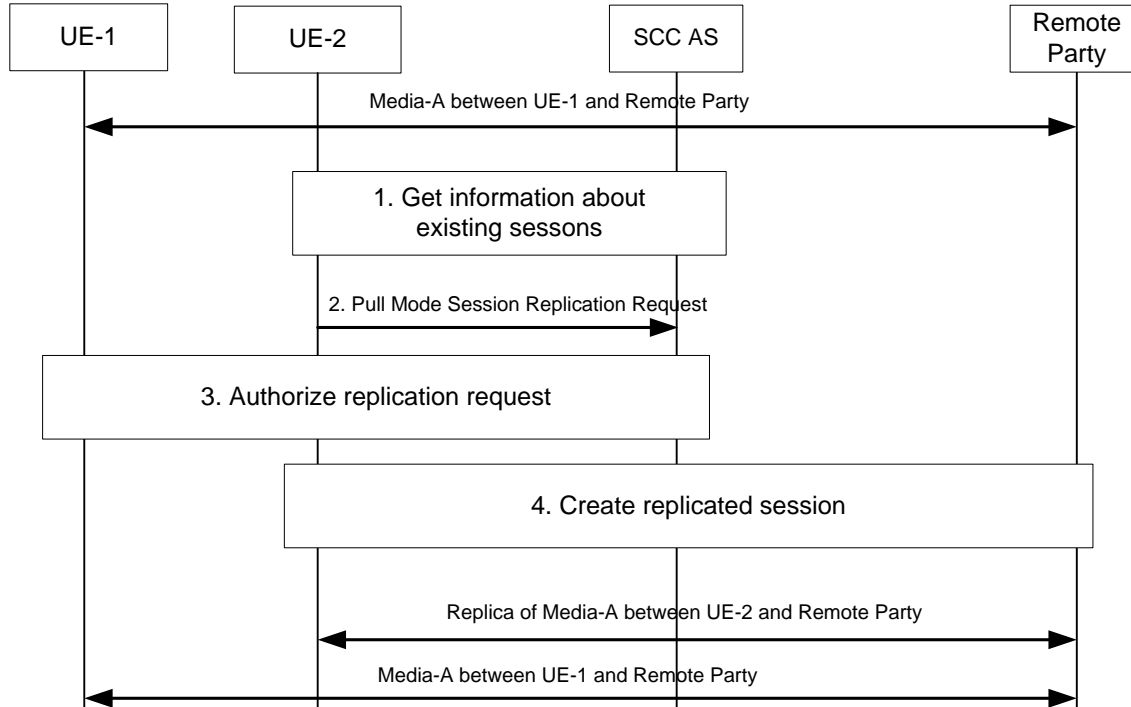 UE-1
UE-2
SCC AS
Remote
Party
Media-A between UE-1 and Remote Party
1. Get information about
existing sessons
2. Pull Mode Session Replication Request
3. Authorize replication request
4. Create replicated session
Replica of Media-A between UE-2 and Remote Party
Media-A between UE-1 and Remote Party